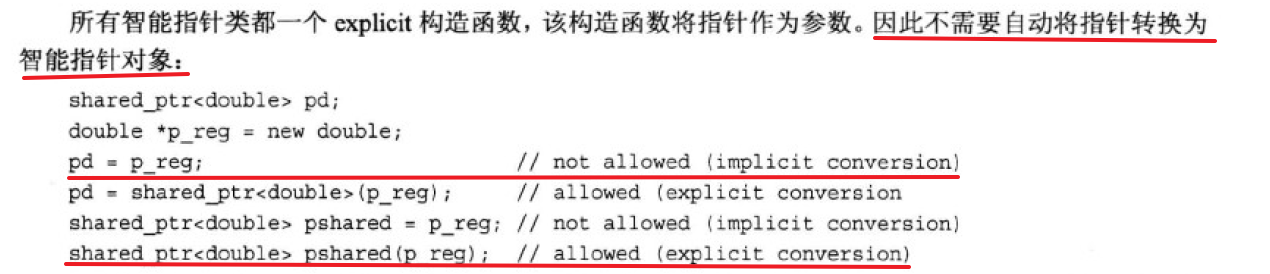 所有智能指针类都一个 explicit 构造函数，该构造函数将指针作为参数。因此不需要自动将指针转换为
智能指针对象：
shared_ptr<double> pd;
double *p_reg = new double;
pd = p_reg; // not allowed (implicit conversion)
pd = shared_ptr<double>(p_reg); // allowed (explicit conversion
shared_ptr<double> pshared = p_reg; // not allowed (implicit conversion)
shared_ptr<double> pshared(p_reg); // allowed (explicit conversion)